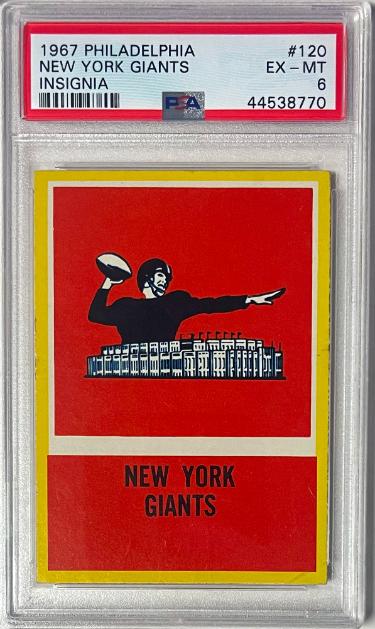 1967 PHILADELPHIA #120
NEW YORK GIANTS EX - MT
INSIGNIA 6
PSA 44538770
NEW YORK
GIANTS